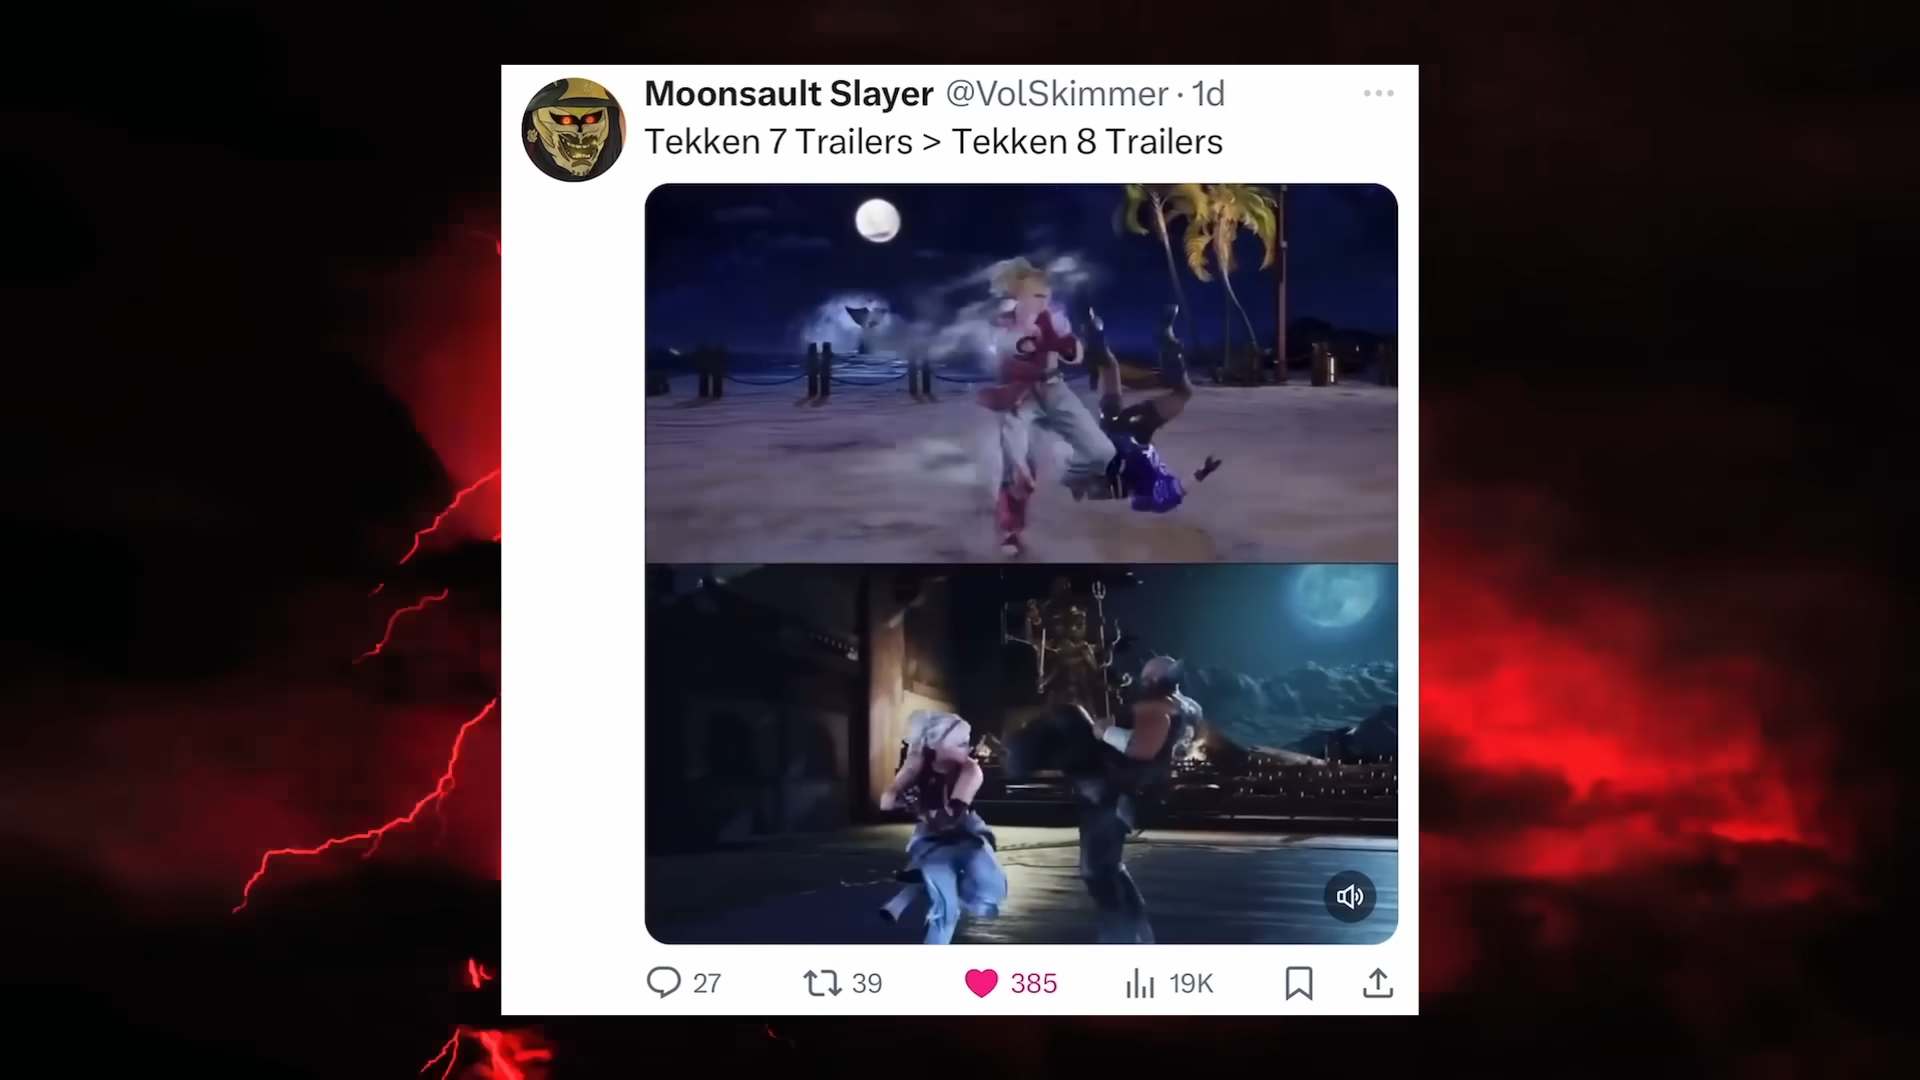 Moonsault Slayer @VolSkimmer · 1d
Tekken 7 Trailers > Tekken 8 Trailers
27 39 385 19K